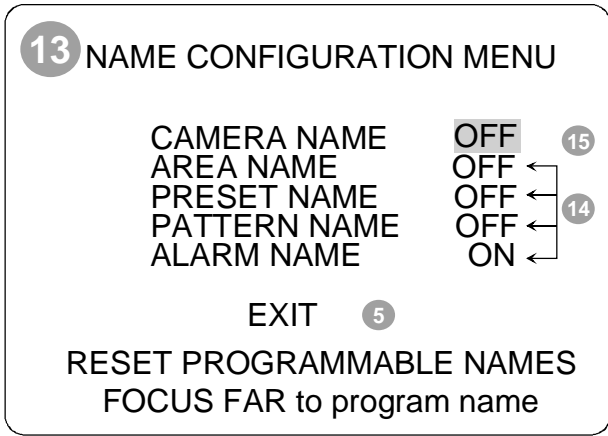 13 NAME CONFIGURATION MENU
CAMERA NAME OFF 15
AREA NAME OFF
PRESET NAME OFF 14
PATTERN NAME OFF
ALARM NAME ON
EXIT 5
RESET PROGRAMMABLE NAMES
FOCUS FAR to program name